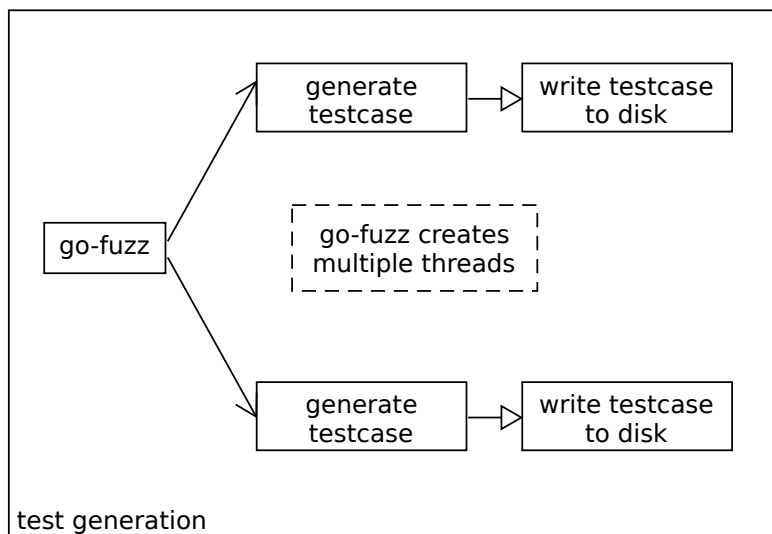 generate
testcase
write testcase
to disk
go-fuzz
go-fuzz creates
multiple threads
generate
testcase
write testcase
to disk
test generation